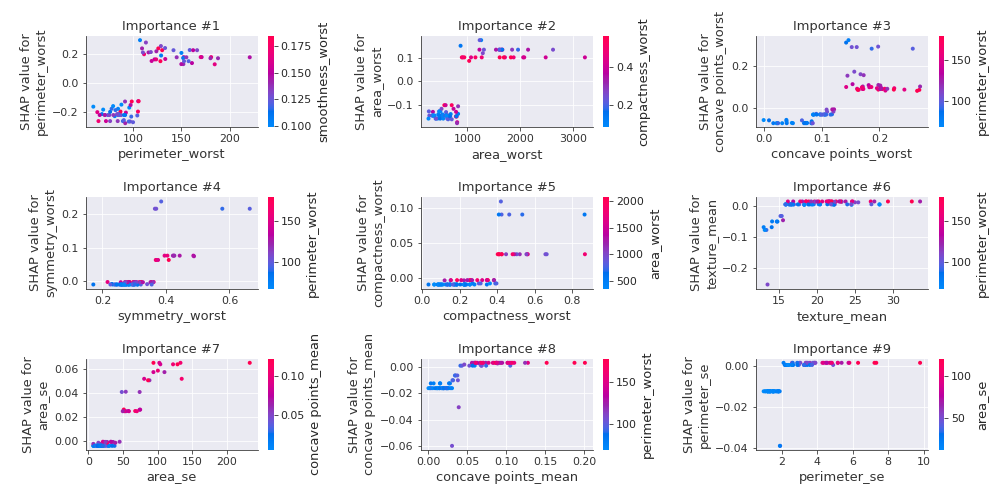 Importance #1
SHAP value for
perimeter_worst
0.2
0.0
−0.2
100
150
200
perimeter_worst
0.175
0.150
0.125
0.100
smoothness_worst
Importance #2
SHAP value for
area_worst
0.1
0.0
−0.1
1000
2000
3000
area_worst
0.4
0.2
compactness_worst
Importance #3
SHAP value for
concave points_worst
0.2
0.0
0.0
0.1
0.2
concave points_worst
150
100
perimeter_worst
Importance #4
SHAP value for
symmetry_worst
0.2
0.1
0.0
0.2
0.4
0.6
symmetry_worst
150
100
perimeter_worst
Importance #5
SHAP value for
compactness_worst
0.10
0.05
0.00
0.0
0.2
0.4
0.6
0.8
compactness_worst
2000
1500
1000
500
area_worst
Importance #6
SHAP value for
texture_mean
0.0
−0.1
−0.2
15
20
25
30
texture_mean
150
100
perimeter_worst
Importance #7
SHAP value for
area_se
0.06
0.04
0.02
0.00
0
50
100
150
200
area_se
0.10
0.05
concave points_mean
Importance #8
SHAP value for
concave points_mean
0.00
−0.02
−0.04
−0.06
0.00
0.05
0.10
0.15
0.20
concave points_mean
150
100
perimeter_worst
Importance #9
SHAP value for
perimeter_se
0.00
−0.02
−0.04
2
4
6
8
10
perimeter_se
100
50
area_se